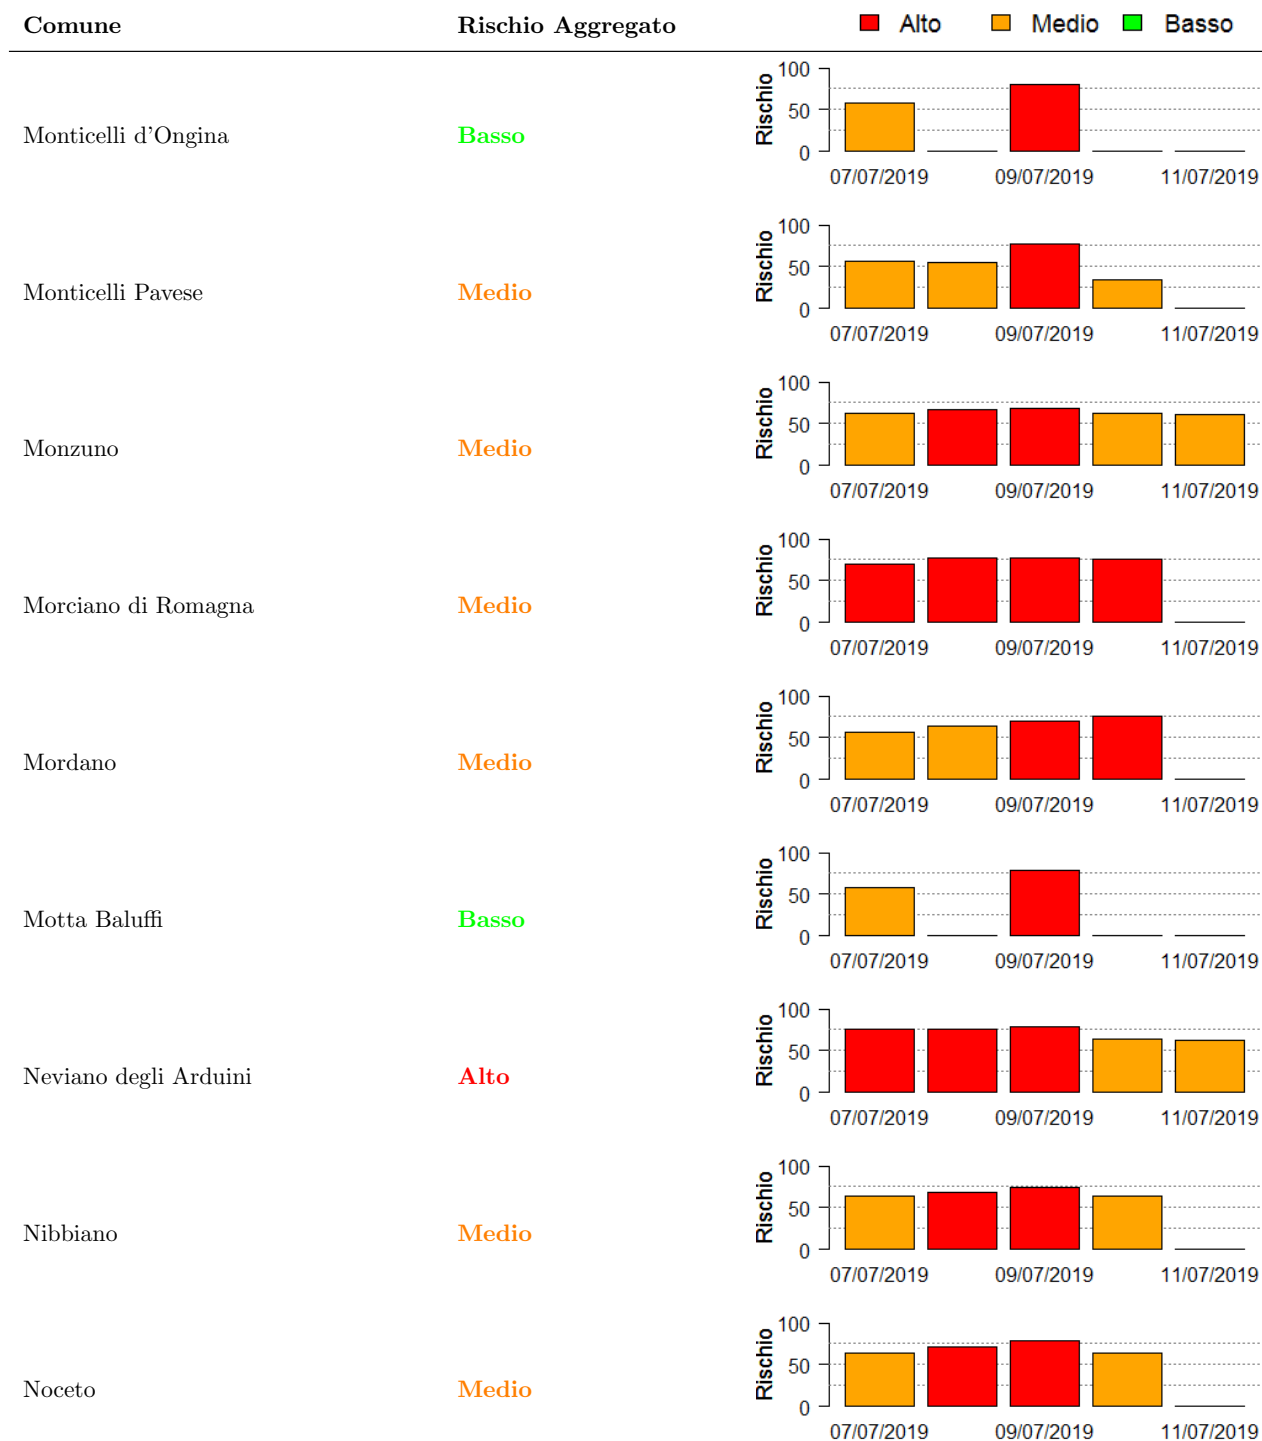 Comune Rischio Aggregato Alto Medio Basso
Monticelli d'Ongina Basso
Rischio
100
50
0
07/07/2019 09/07/2019 11/07/2019
Monticelli Pavese Medio
Rischio
100
50
0
07/07/2019 09/07/2019 11/07/2019
Monzuno Medio
Rischio
100
50
0
07/07/2019 09/07/2019 11/07/2019
Morciano di Romagna Medio
Rischio
100
50
0
07/07/2019 09/07/2019 11/07/2019
Mordano Medio
Rischio
100
50
0
07/07/2019 09/07/2019 11/07/2019
Motta Baluffi Basso
Rischio
100
50
0
07/07/2019 09/07/2019 11/07/2019
Neviano degli Arduini Alto
Rischio
100
50
0
07/07/2019 09/07/2019 11/07/2019
Nibbiano Medio
Rischio
100
50
0
07/07/2019 09/07/2019 11/07/2019
Noceto Medio
Rischio
100
50
0
07/07/2019 09/07/2019 11/07/2019